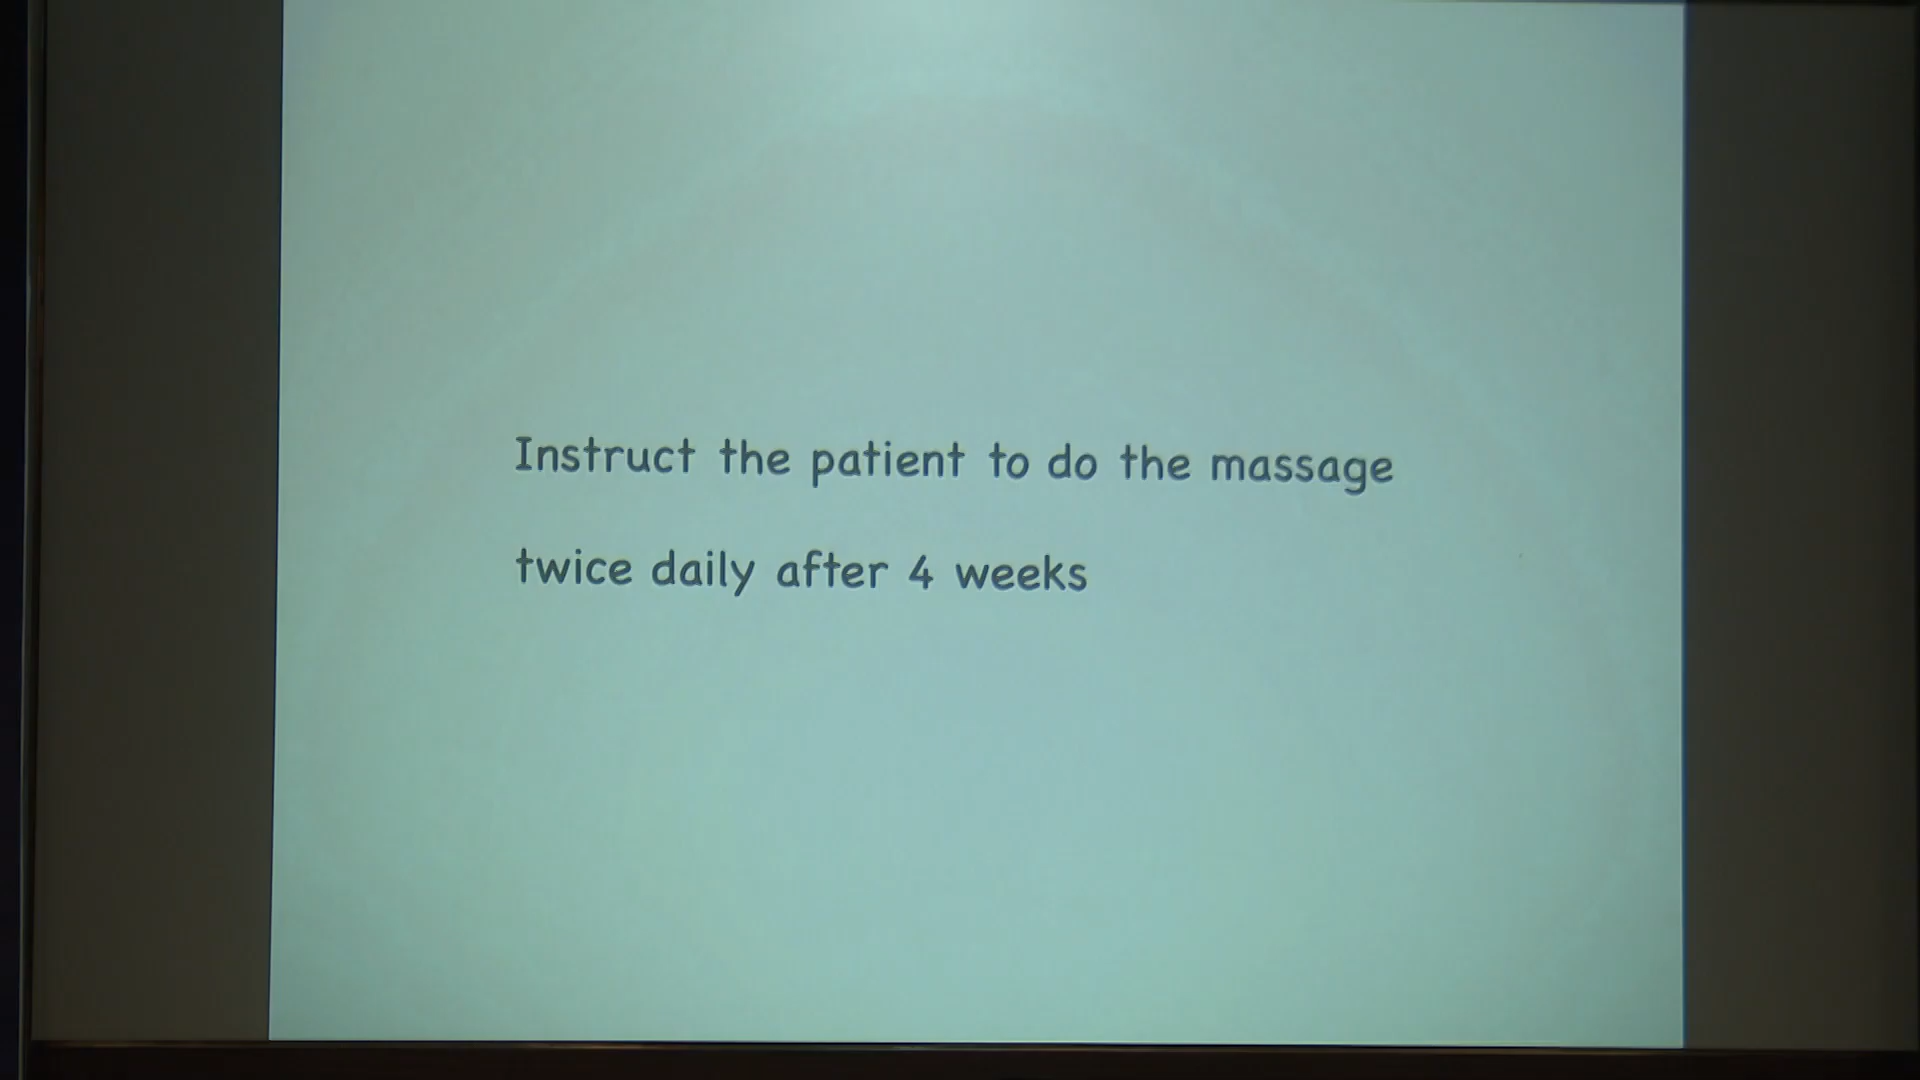 Instruct the patient to do the massage
twice daily after 4 weeks